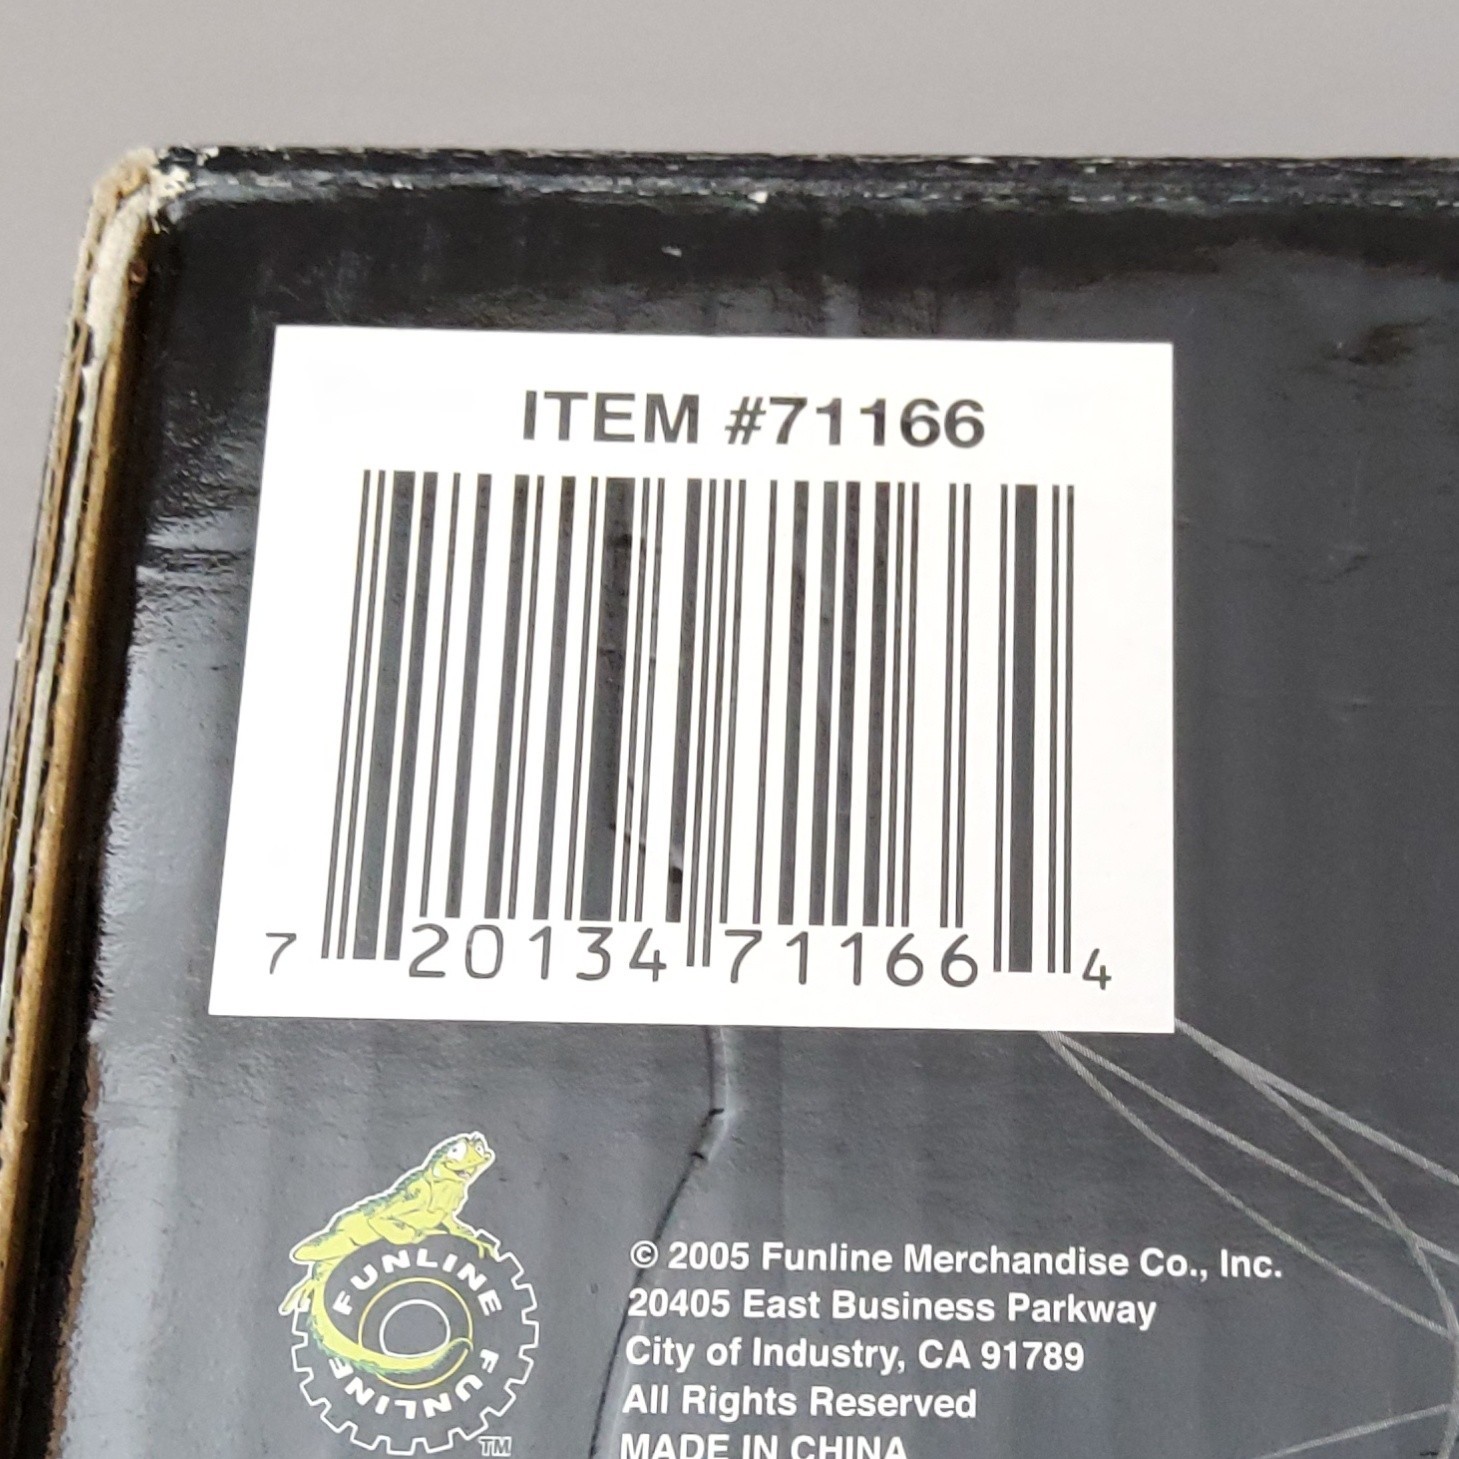 ITEM #71166
7 20134 71166 4
FUNLINE FUNLINE FUNLINE
TM
© 2005 Funline Merchandise Co., Inc.
20405 East Business Parkway
City of Industry, CA 91789
All Rights Reserved
MADE IN CHINA